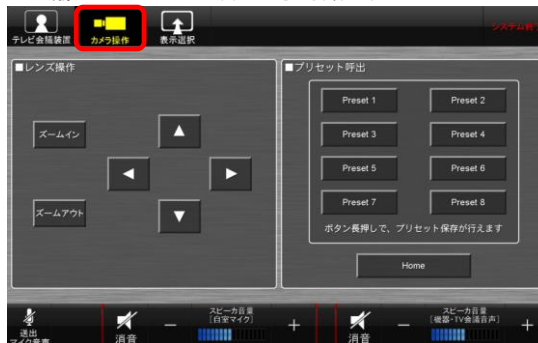 テレビ会議装置
カメラ操作
表示選択
■レンズ操作
■プリセット呼出
ズームイン
ズームアウト
Preset 1
Preset 2
Preset 3
Preset 4
Preset 5
Preset 6
Preset 7
Preset 8
ボタン長押しで、プリセット保存が行えます
Home
送出
マイク音声
消音
スピーカ音量
[自室マイク]
消音
スピーカ音量
[機器・TV会議音声]